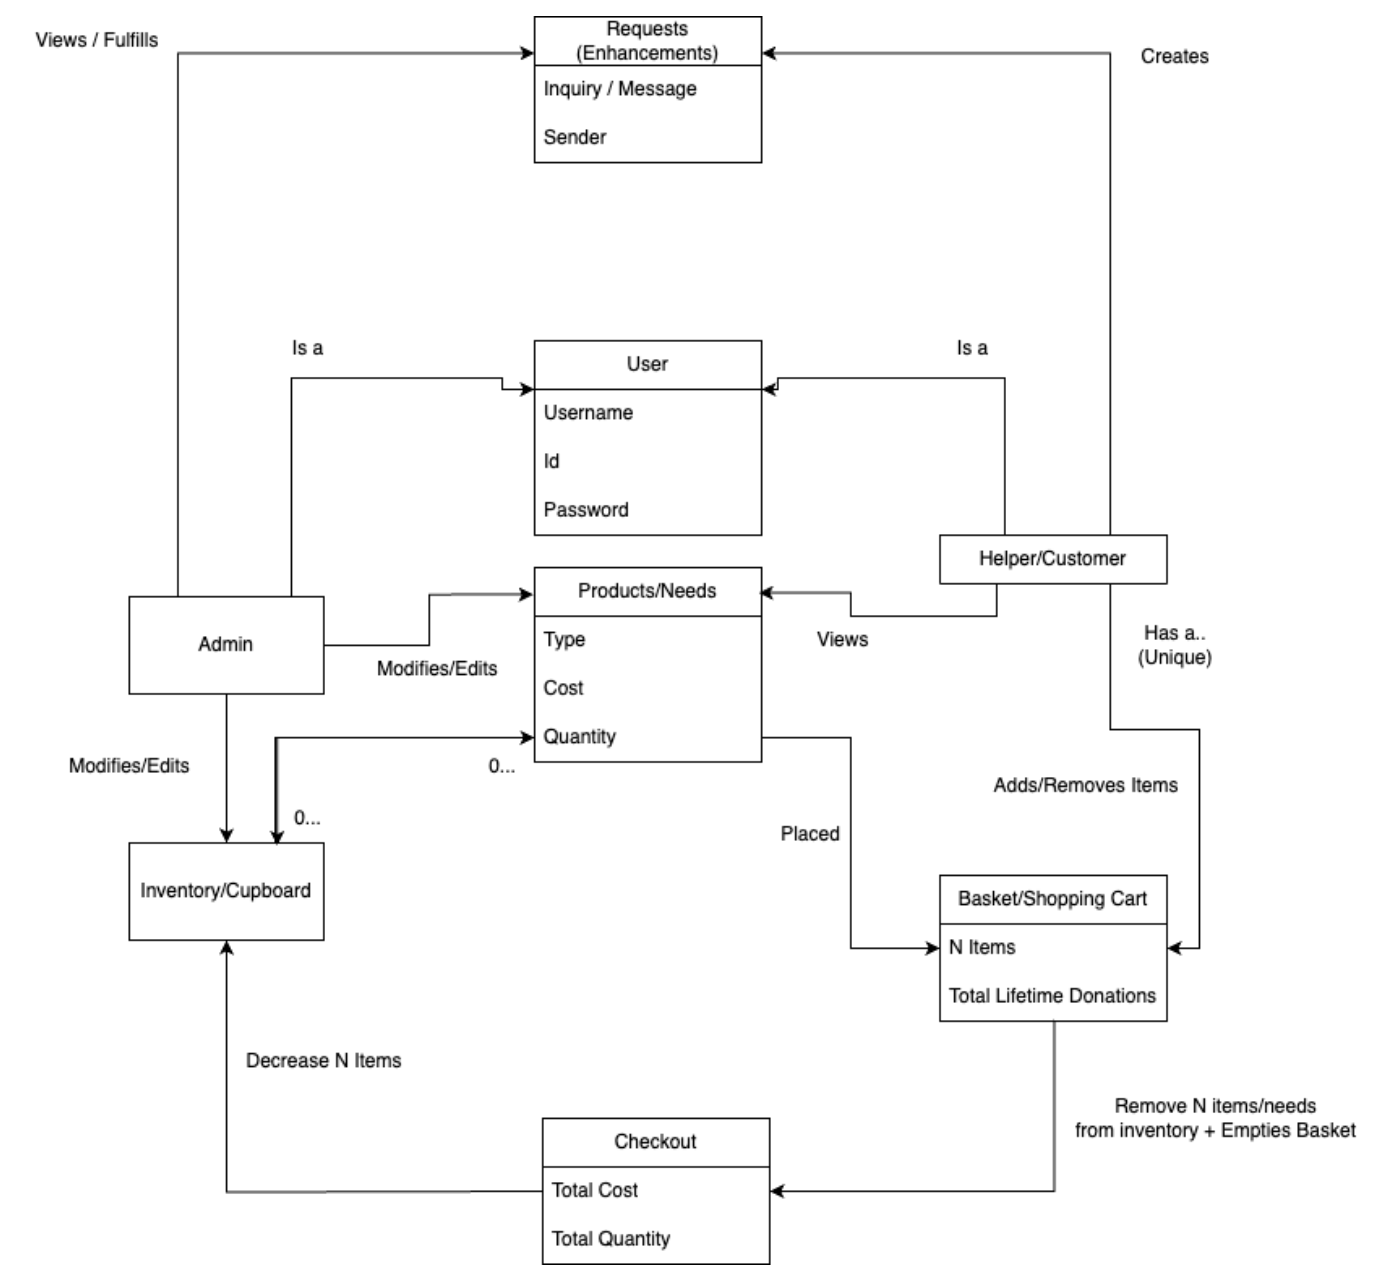 Views / Fulfills
Requests
(Enhancements)
Inquiry / Message
Sender
Creates
Is a
User
Username
Id
Password
Is a
Helper/Customer
Admin
Modifies/Edits
Products/Needs
Type
Cost
Quantity
Views
Has a..
(Unique)
Modifies/Edits
0...
0...
Adds/Removes Items
Placed
Inventory/Cupboard
Basket/Shopping Cart
N Items
Total Lifetime Donations
Decrease N Items
Remove N items/needs
from inventory + Empties Basket
Checkout
Total Cost
Total Quantity